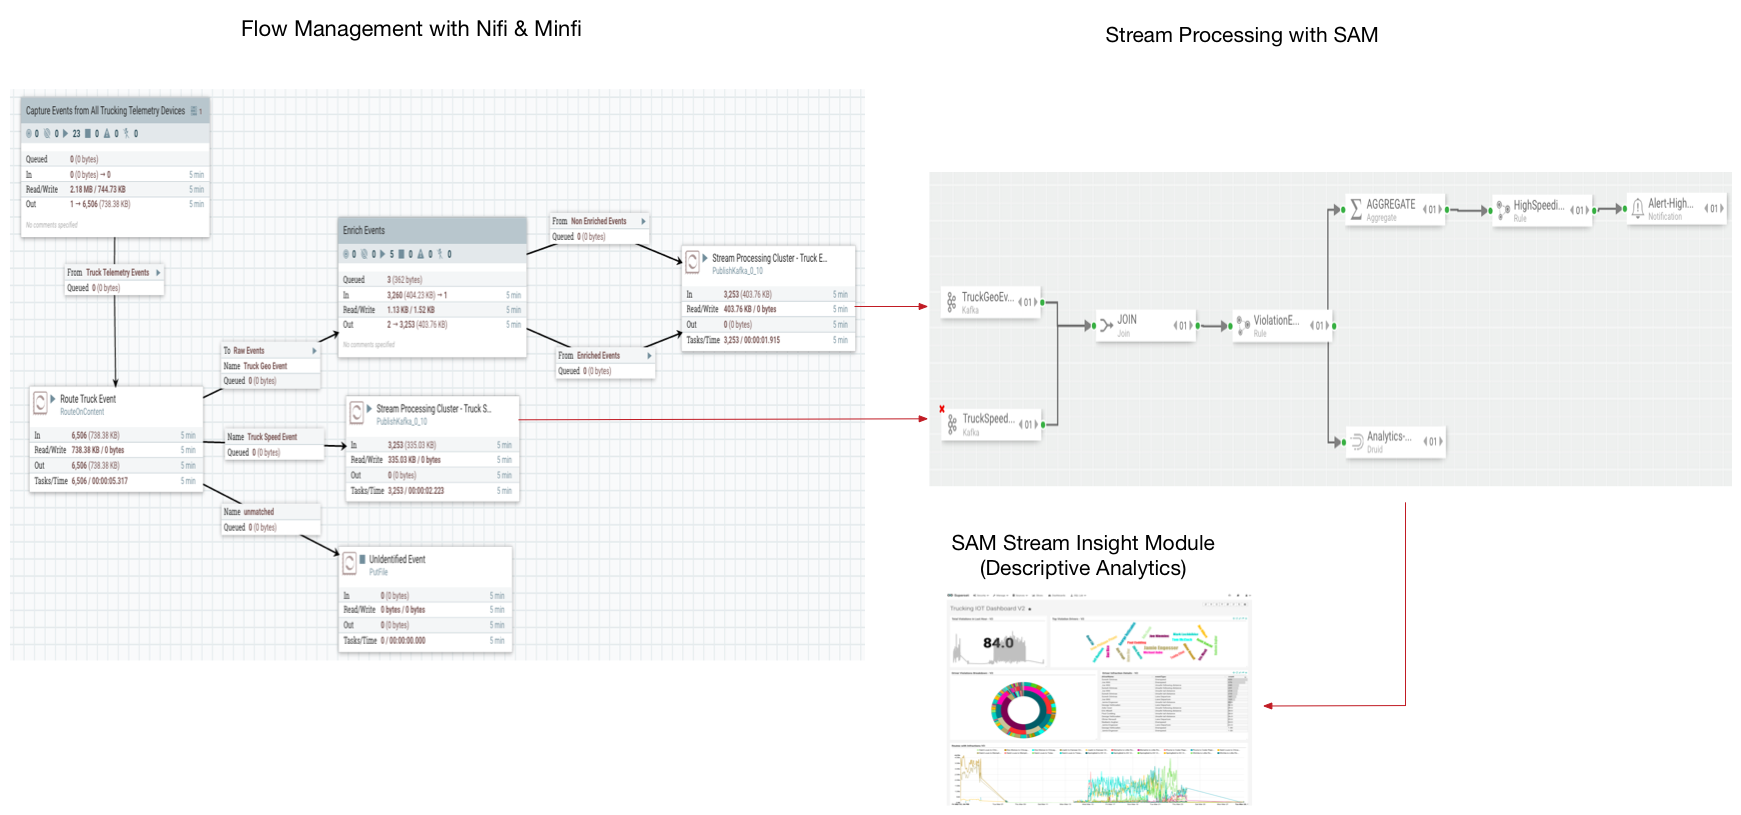 Flow Management with Nifi & Minfi
Stream Processing with SAM
Capture Events from All Trucking Telemetry Devices 1
0 0 23 0 0 0
Queued 0 (0 bytes)
In 0 (0 bytes) → 0 5 min
Read/Write 2.18 MB / 744.73 KB 5 min
Out 1 → 6,506 (738.38 KB) 5 min
No comments specified
From Truck Telemetry Events
Queued 0 (0 bytes)
Route Truck Event
RouteOnContent
In 6,506 (738.38 KB) 5 min
Read/Write 738.38 KB / 0 bytes 5 min
Out 6,506 (738.38 KB) 5 min
Tasks/Time 6,506 / 00:00:05.317 5 min
To Raw Events
Name Truck Geo Event
Queued 0 (0 bytes)
Name Truck Speed Event
Queued 0 (0 bytes)
Name unmatched
Queued 0 (0 bytes)
Enrich Events
0 0 5 0 0 0
Queued 3 (362 bytes)
In 3,260 (404.23 KB) → 1 5 min
Read/Write 1.13 KB / 1.52 KB 5 min
Out 2 → 3,253 (403.76 KB) 5 min
No comments specified
From Non Enriched Events
Queued 0 (0 bytes)
From Enriched Events
Queued 0 (0 bytes)
Stream Processing Cluster - Truck E...
PublishKafka_0_10
In 3,253 (403.76 KB) 5 min
Read/Write 403.76 KB / 0 bytes 5 min
Out 0 (0 bytes) 5 min
Tasks/Time 3,253 / 00:00:01.915 5 min
Stream Processing Cluster - Truck S...
PublishKafka_0_10
In 3,253 (335.03 KB) 5 min
Read/Write 335.03 KB / 0 bytes 5 min
Out 0 (0 bytes) 5 min
Tasks/Time 3,253 / 00:00:02.223 5 min
UnIdentified Event
PutFile
In 0 (0 bytes) 5 min
Read/Write 0 bytes / 0 bytes 5 min
Out 0 (0 bytes) 5 min
Tasks/Time 0 / 00:00:00.000 5 min
TruckGeoEv... 01
Kafka
TruckSpeed... 01
Kafka
JOIN 01
Join
ViolationE... 01
Rule
AGGREGATE 01
Aggregate
HighSpeedi... 01
Rule
Alert-High... 01
Notification
Analytics-... 01
Druid
SAM Stream Insight Module
(Descriptive Analytics)
Trucking IOT Dashboard V2
84.0